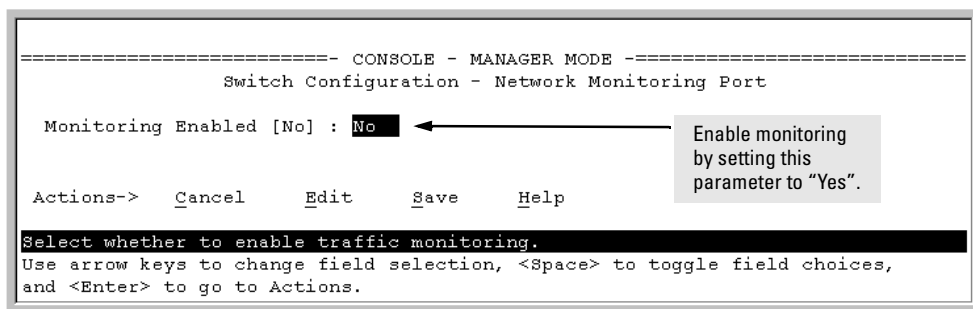 ==========================- CONSOLE - MANAGER MODE -============================
Switch Configuration - Network Monitoring Port
Monitoring Enabled [No] : No
Enable monitoring
by setting this
parameter to “Yes”.
Actions-> Cancel Edit Save Help
Select whether to enable traffic monitoring.
Use arrow keys to change field selection, <Space> to toggle field choices,
and <Enter> to go to Actions.